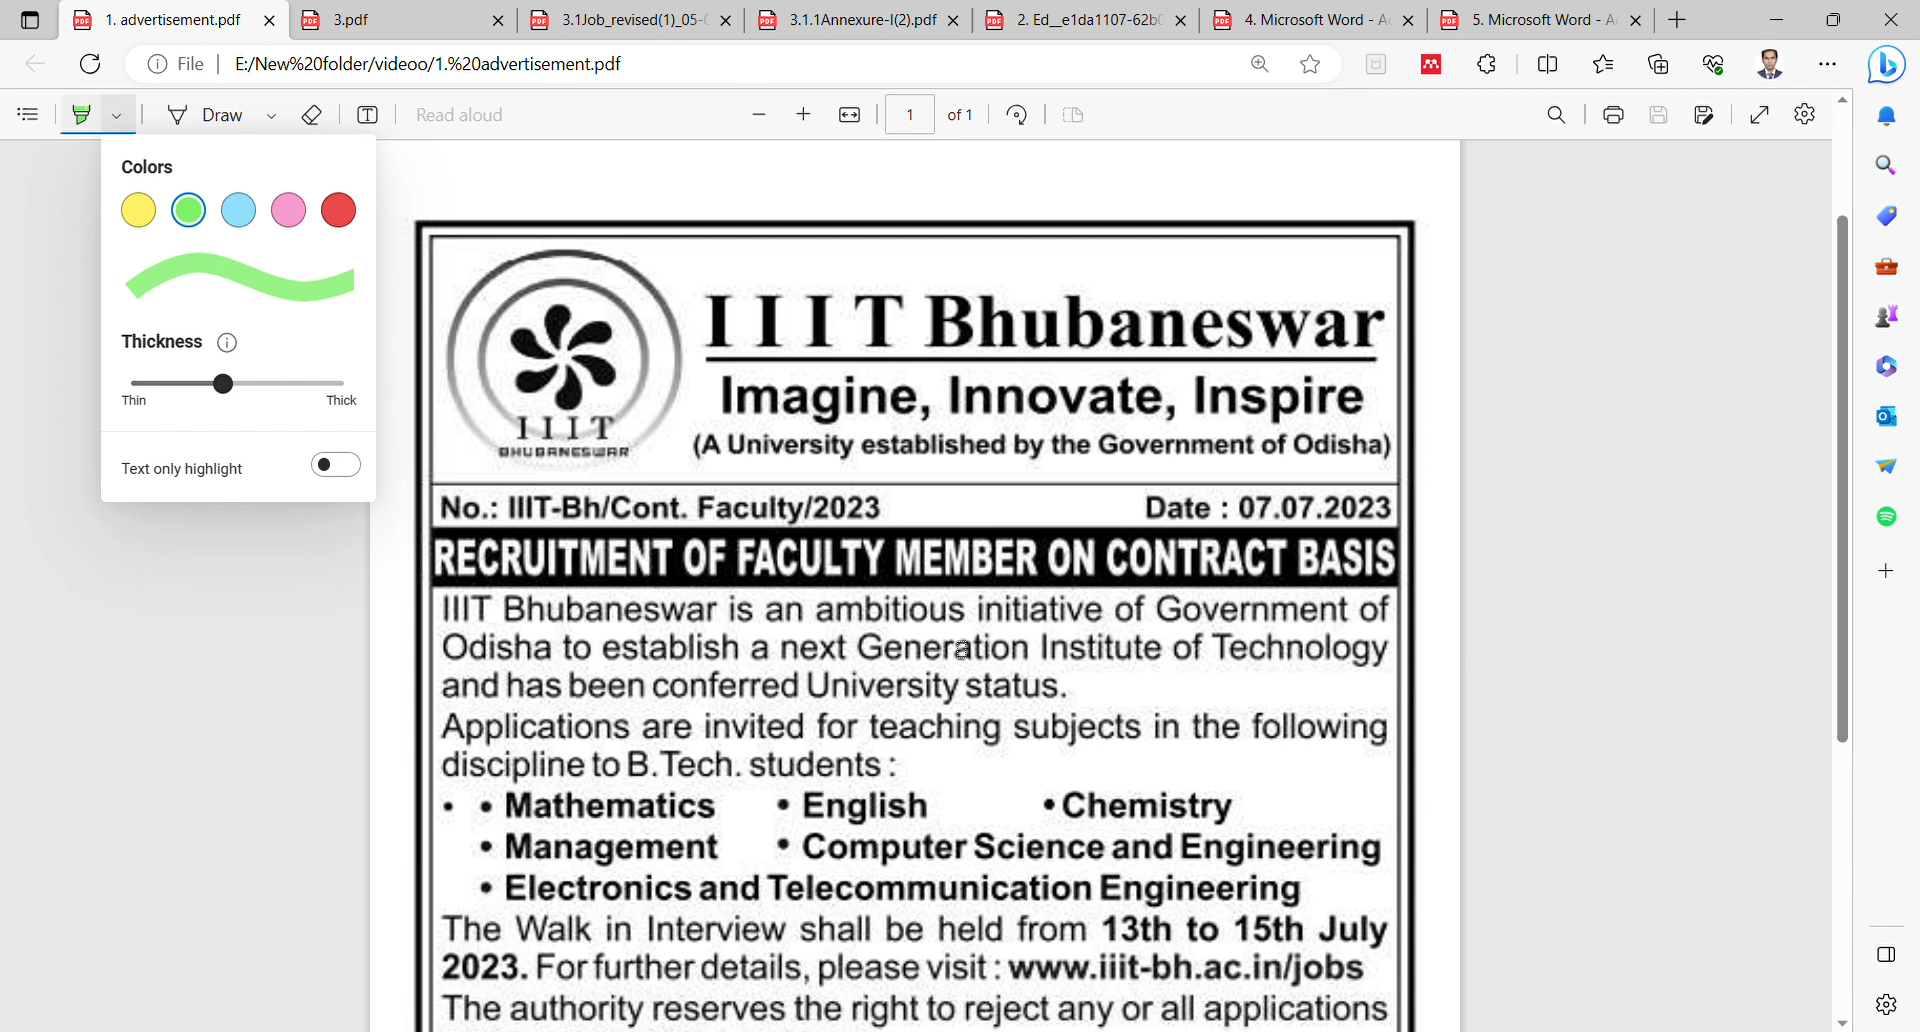 1. advertisement.pdf
3.pdf
3.1Job_revised(1)_05-
3.1.1Annexure-I(2).pdf
2. Ed__e1da1107-62b
4. Microsoft Word - A
5. Microsoft Word - A
File
E:/New%20folder/videoo/1.%20advertisement.pdf
Draw
Read aloud
1 of 1
Colors
Thickness
Thin Thick
Text only highlight
IIIT
BHUBANESWAR
I I I T Bhubaneswar
Imagine, Innovate, Inspire
(A University established by the Government of Odisha)
No.: IIIT-Bh/Cont. Faculty/2023 Date : 07.07.2023
RECRUITMENT OF FACULTY MEMBER ON CONTRACT BASIS
IIIT Bhubaneswar is an ambitious initiative of Government of
Odisha to establish a next Generation Institute of Technology
and has been conferred University status.
Applications are invited for teaching subjects in the following
discipline to B.Tech. students :
• • Mathematics • English • Chemistry
• Management • Computer Science and Engineering
• Electronics and Telecommunication Engineering
The Walk in Interview shall be held from 13th to 15th July
2023. For further details, please visit : www.iiit-bh.ac.in/jobs
The authority reserves the right to reject any or all applications